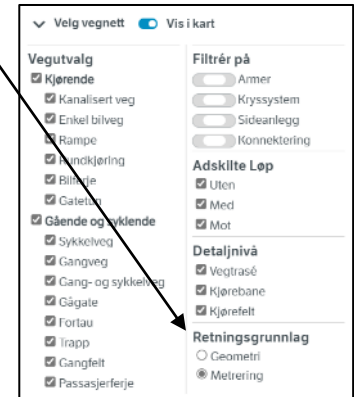 Velg vegnett Vis i kart
Vegutvalg
Kjørende
Kanalisert veg
Enkel bilveg
Rampe
Rundkjøring
Bilferje
Gatetun
Gående og syklende
Sykkelveg
Gangveg
Gang- og sykkelveg
Gågate
Fortau
Trapp
Gangfelt
Passasjerferje
Filtrér på
Armer
Kryssystem
Sideanlegg
Konnektering
Adskilte Løp
Uten
Med
Mot
Detaljnivå
Vegtrasé
Kjørebane
Kjørefelt
Retningsgrunnlag
Geometri
Metrering